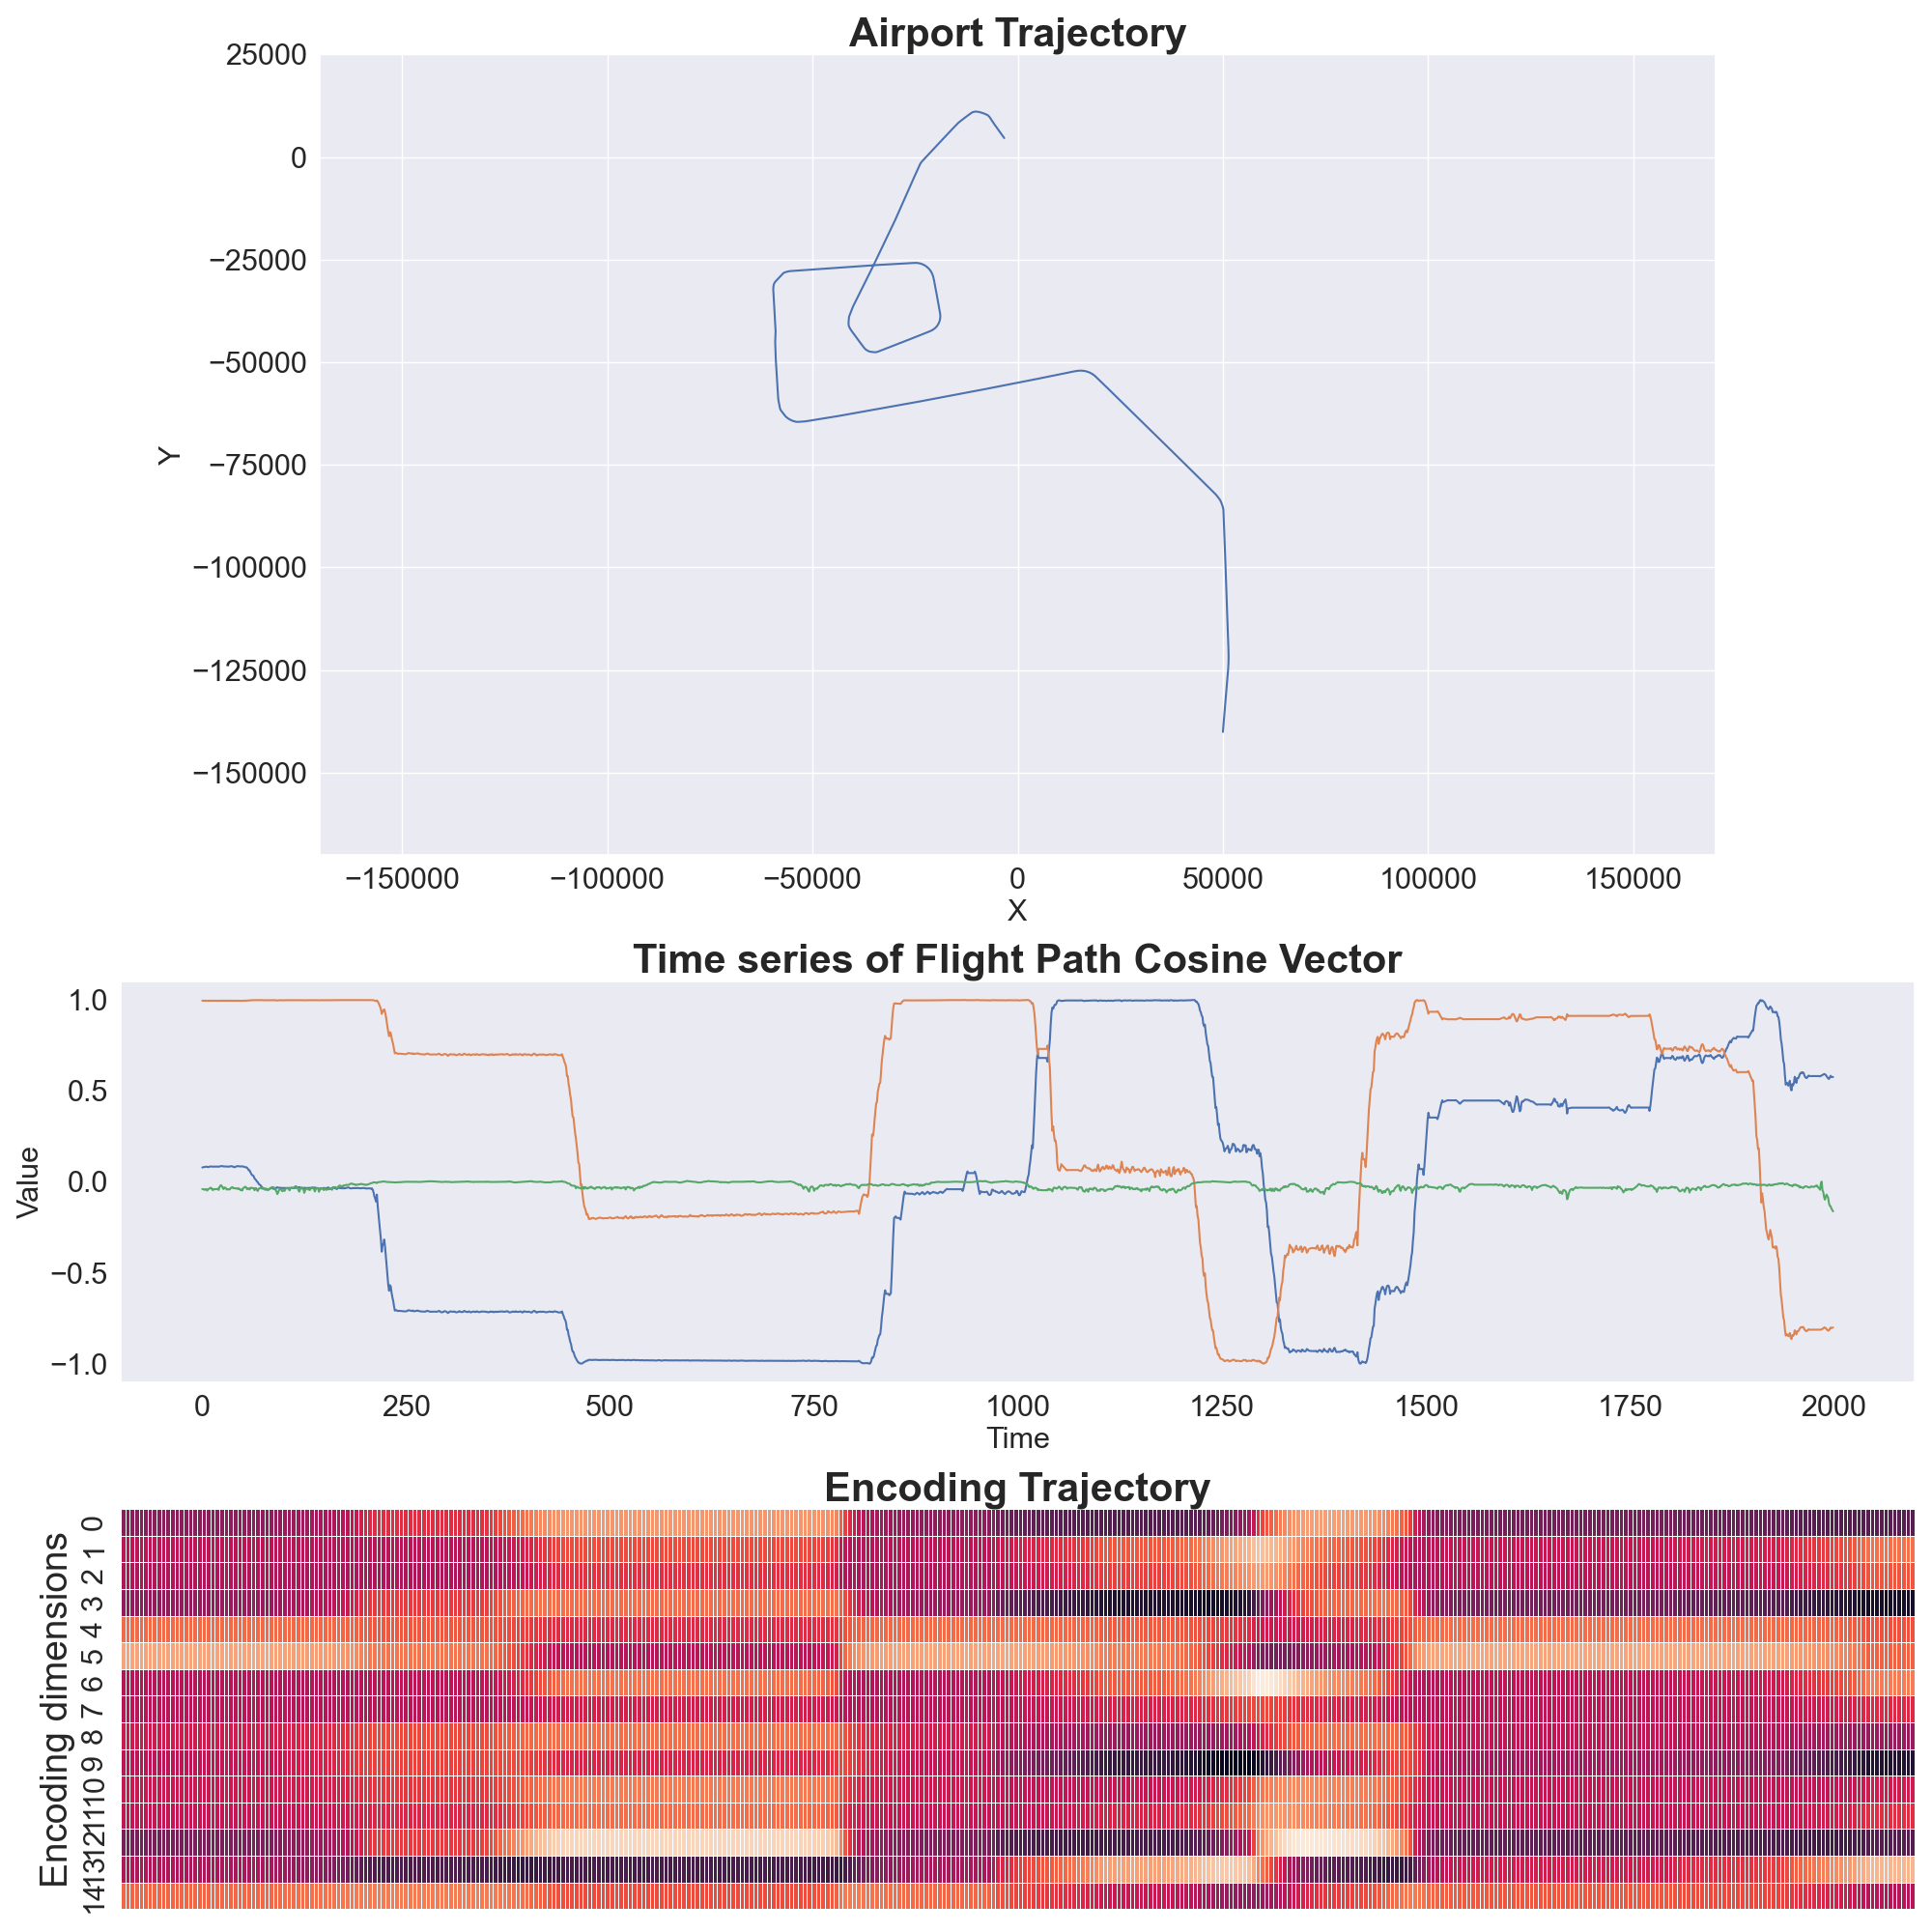 Airport Trajectory
25000
0
−25000
−50000
−75000
−100000
−125000
−150000
Y
−150000 −100000 −50000 0 50000 100000 150000
X
Time series of Flight Path Cosine Vector
1.0
0.5
0.0
−0.5
−1.0
Value
0 250 500 750 1000 1250 1500 1750 2000
Time
Encoding Trajectory
Encoding dimensions
0
1
2
3
4
5
6
7
8
9
10
11
12
13
14